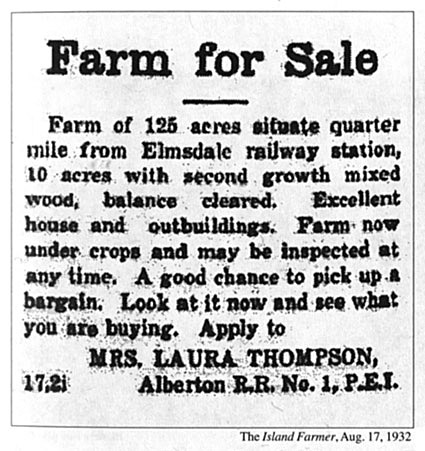 Farm for Sale
Farm of 125 acres situate quarter
mile from Elmsdale railway station,
10 acres with second growth mixed
wood, balance cleared. Excellent
house and outbuildings. Farm now
under crops and may be inspected at
any time. A good chance to pick up a
bargain. Look at it now and see what
you are buying. Apply to
MRS. LAURA THOMPSON,
17,2i Alberton R.R. No. 1, P.E.I.
The Island Farmer, Aug. 17, 1932